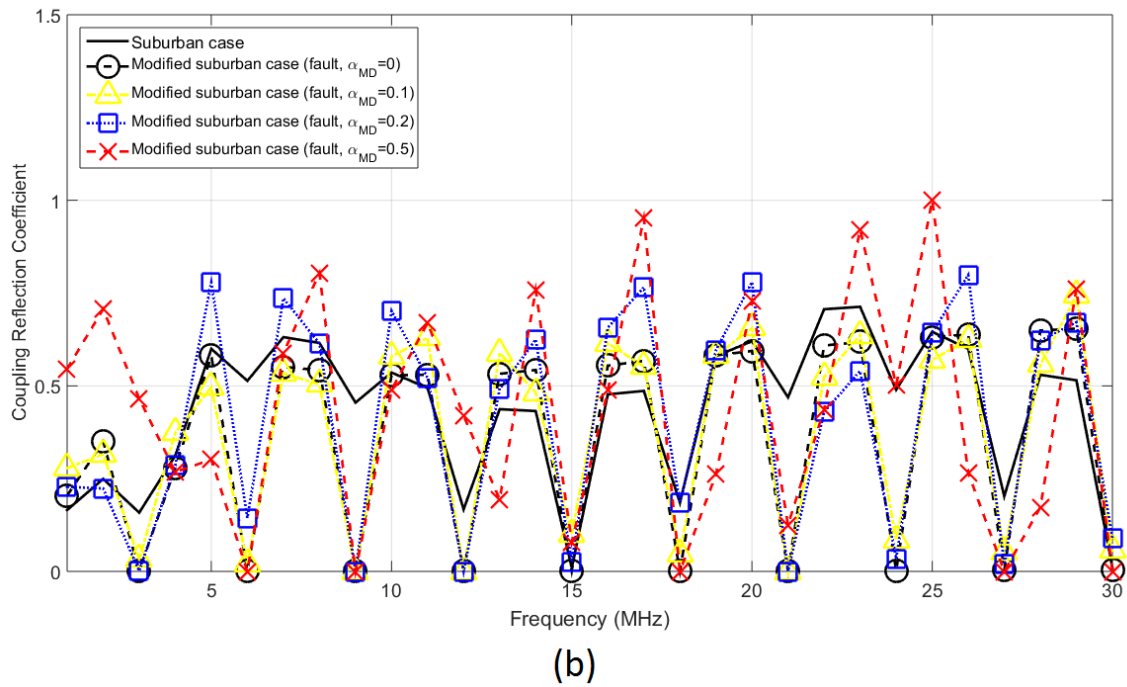 1.5
Suburban case
Modified suburban case (fault, αMD=0)
Modified suburban case (fault, αMD=0.1)
Modified suburban case (fault, αMD=0.2)
Modified suburban case (fault, αMD=0.5)
Coupling Reflection Coefficient
1
0.5
0
5 10 15 20 25 30
Frequency (MHz)
(b)